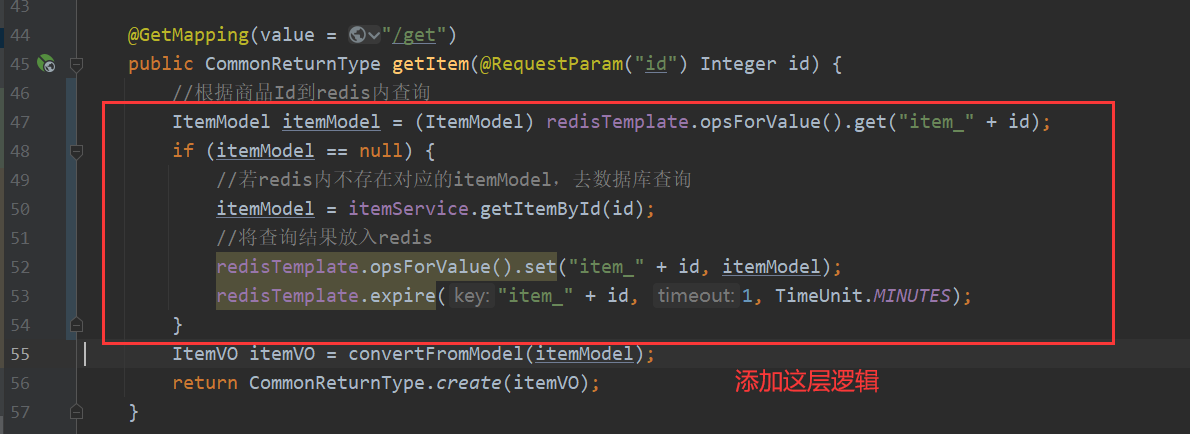 43
44 @GetMapping(value = "/get")
45 public CommonReturnType getItem(@RequestParam("id") Integer id) {
46 //根据商品Id到redis内查询
47 ItemModel itemModel = (ItemModel) redisTemplate.opsForValue().get("item_" + id);
48 if (itemModel == null) {
49 //若redis内不存在对应的itemModel，去数据库查询
50 itemModel = itemService.getItemById(id);
51 //将查询结果放入redis
52 redisTemplate.opsForValue().set("item_" + id, itemModel);
53 redisTemplate.expire( key: "item_" + id, timeout: 1, TimeUnit.MINUTES);
54 }
55 ItemVO itemVO = convertFromModel(itemModel);
56 return CommonReturnType.create(itemVO);
添加这层逻辑
57 }